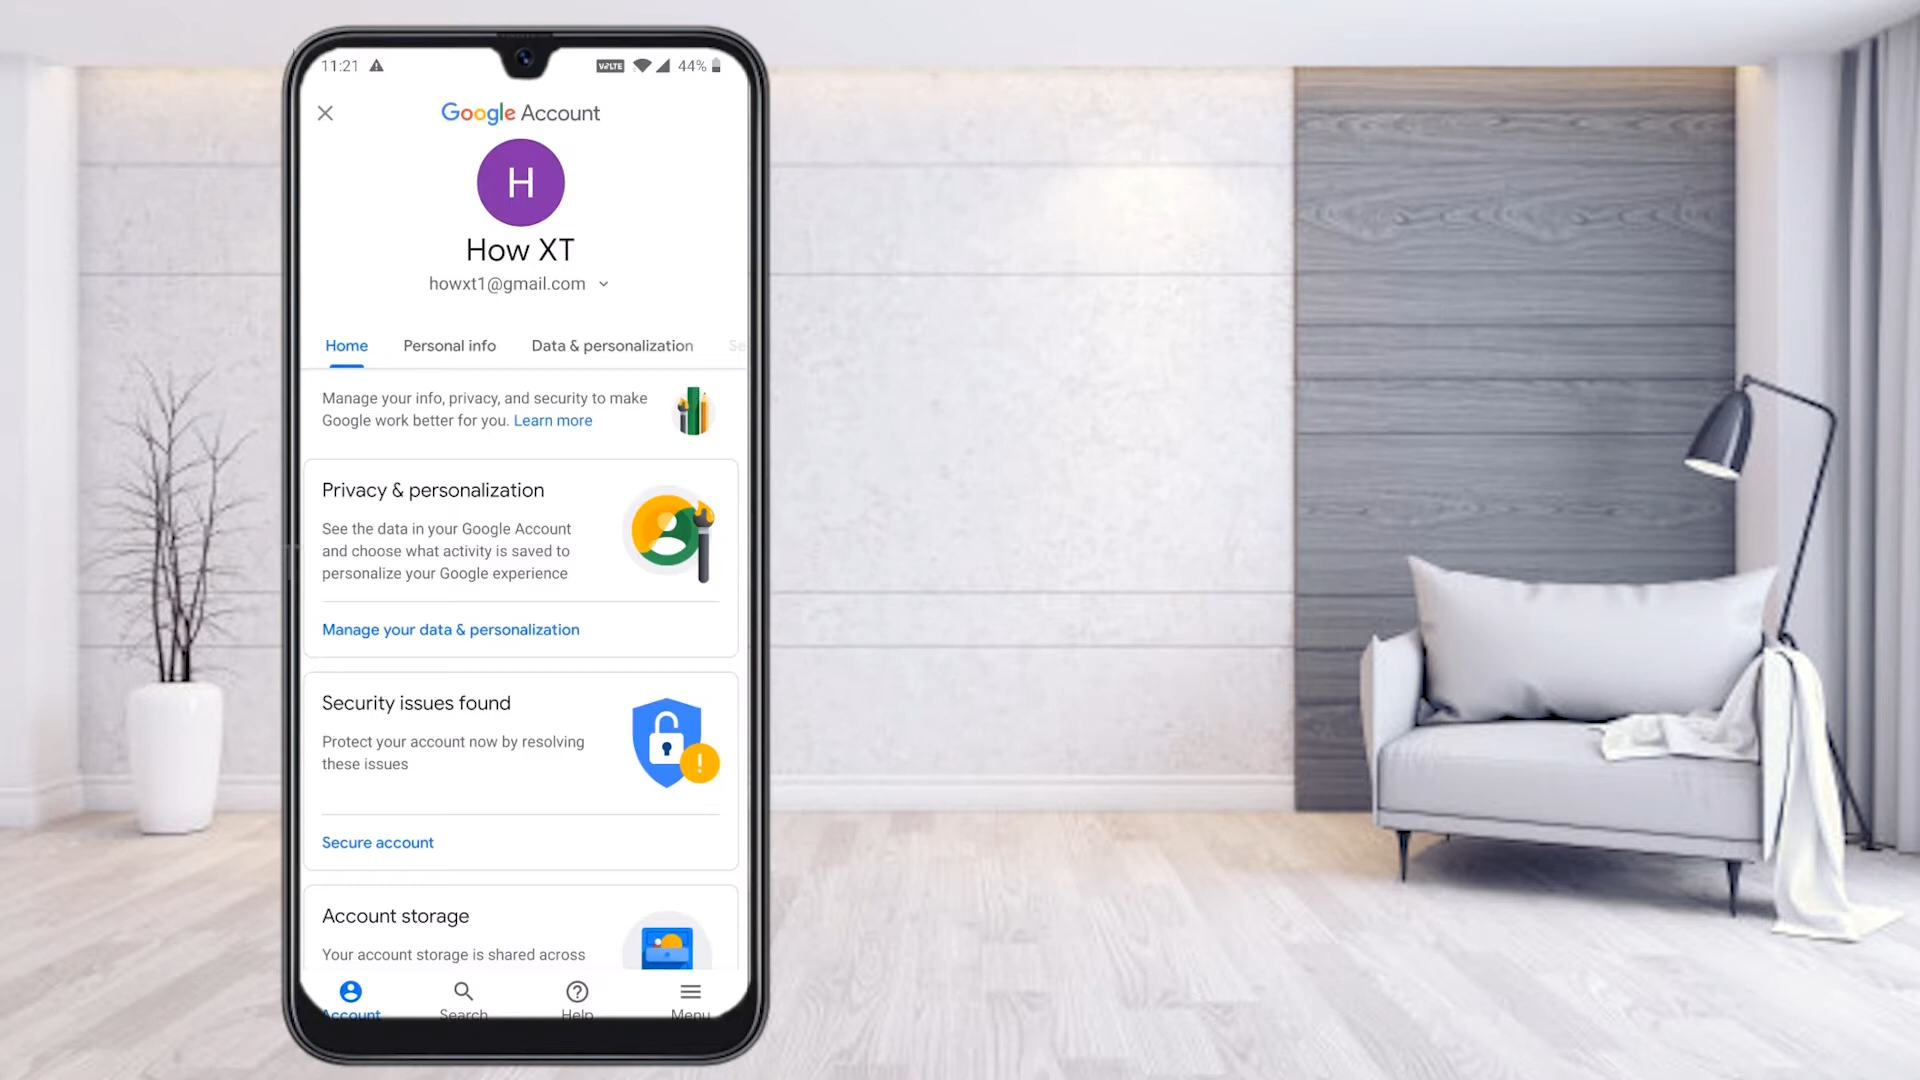 11:21 VoLTE 44%
Google Account
H
How XT
howxt1@gmail.com
Home Personal info Data & personalization Se
Manage your info, privacy, and security to make
Google work better for you. Learn more
Privacy & personalization
See the data in your Google Account
and choose what activity is saved to
personalize your Google experience
Manage your data & personalization
Security issues found
Protect your account now by resolving
these issues
Secure account
Account storage
Your account storage is shared across
Account Search Help Menu